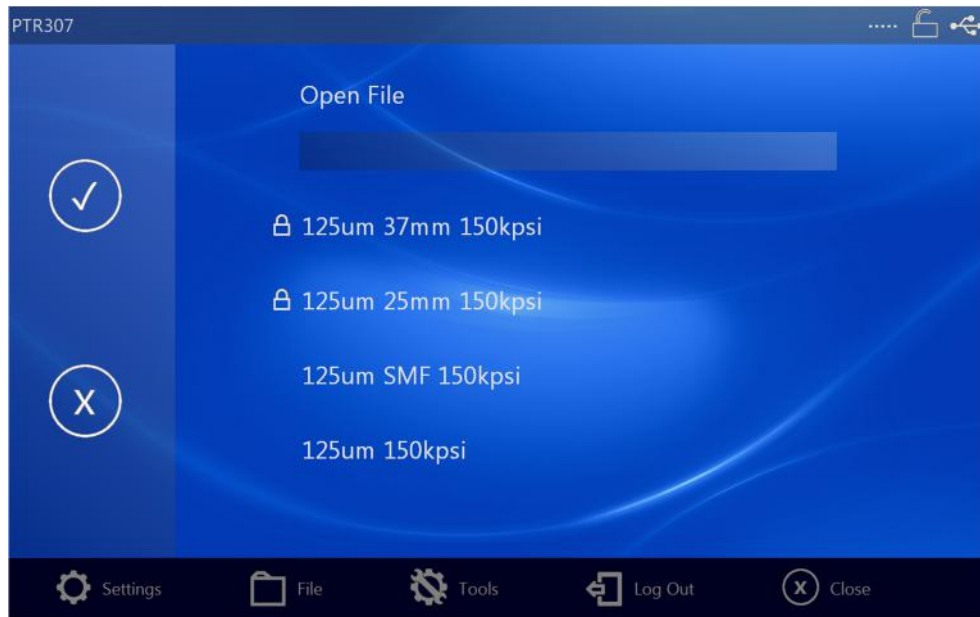 PTR307
Open File
125um 37mm 150kpsi
125um 25mm 150kpsi
125um SMF 150kpsi
X
125um 150kpsi
Settings
File
Tools
Log Out
X
Close